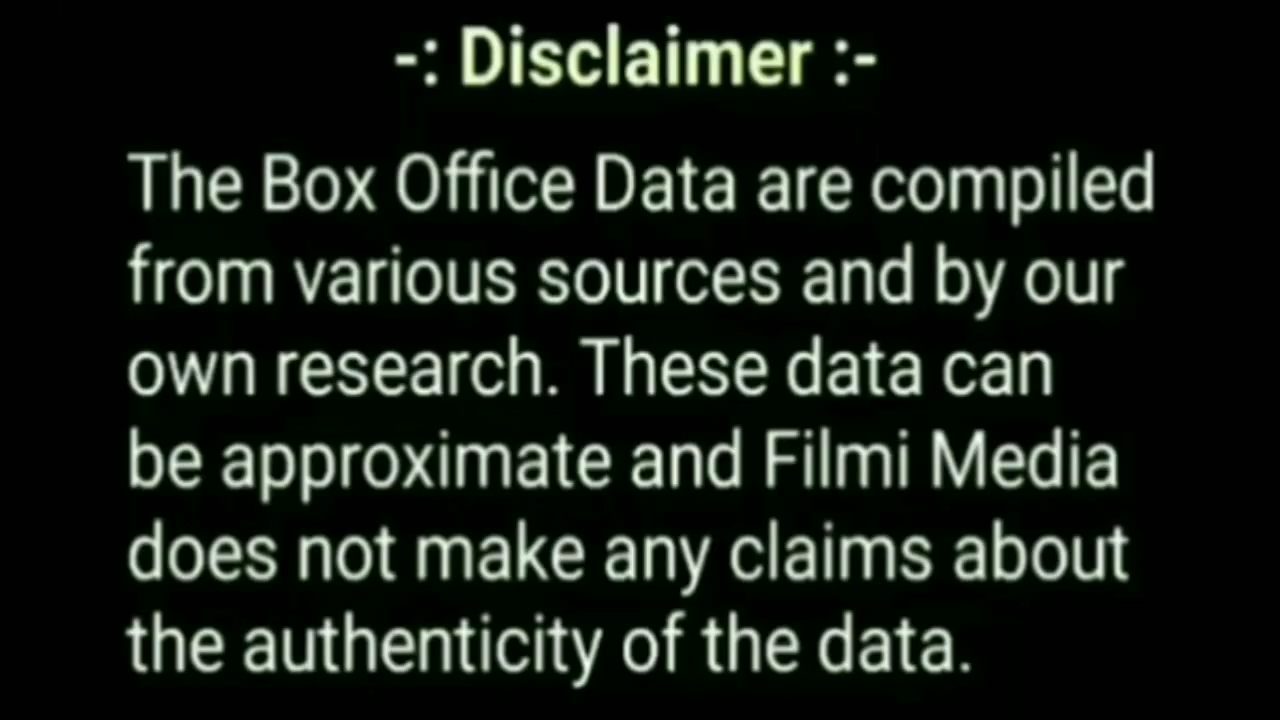 -: Disclaimer :-
The Box Office Data are compiled
from various sources and by our
own research. These data can
be approximate and Filmi Media
does not make any claims about
the authenticity of the data.